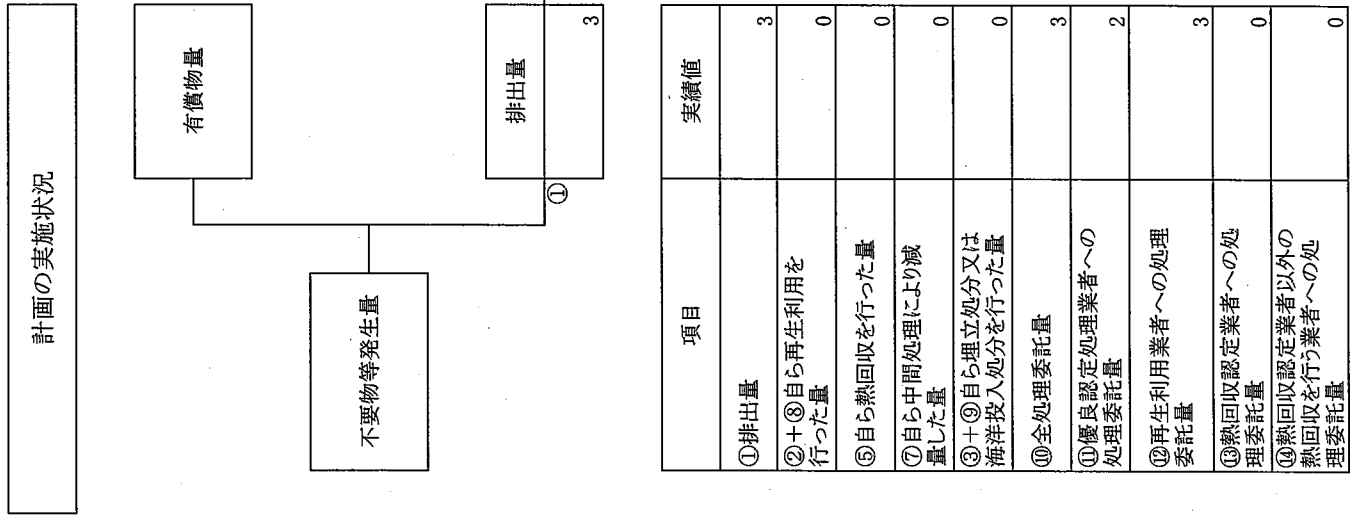 計画の実施状況
不要物等発生量
有償物量
排出量
①
3
項目
実績値
①排出量
3
②+⑧自ら再生利用を
行った量
0
⑤自ら熱回収を行った量
0
⑦自ら中間処理により減
量した量
0
③+⑨自ら埋立処分又は
海洋投入処分を行った量
0
⑩全処理委託量
3
⑪優良認定処理業者への
処理委託量
2
⑫再生利用業者への処理
委託量
3
⑬熱回収認定業者への処
理委託量
0
⑭熱回収認定業者以外の
熱回収を行う業者への処
理委託量
0